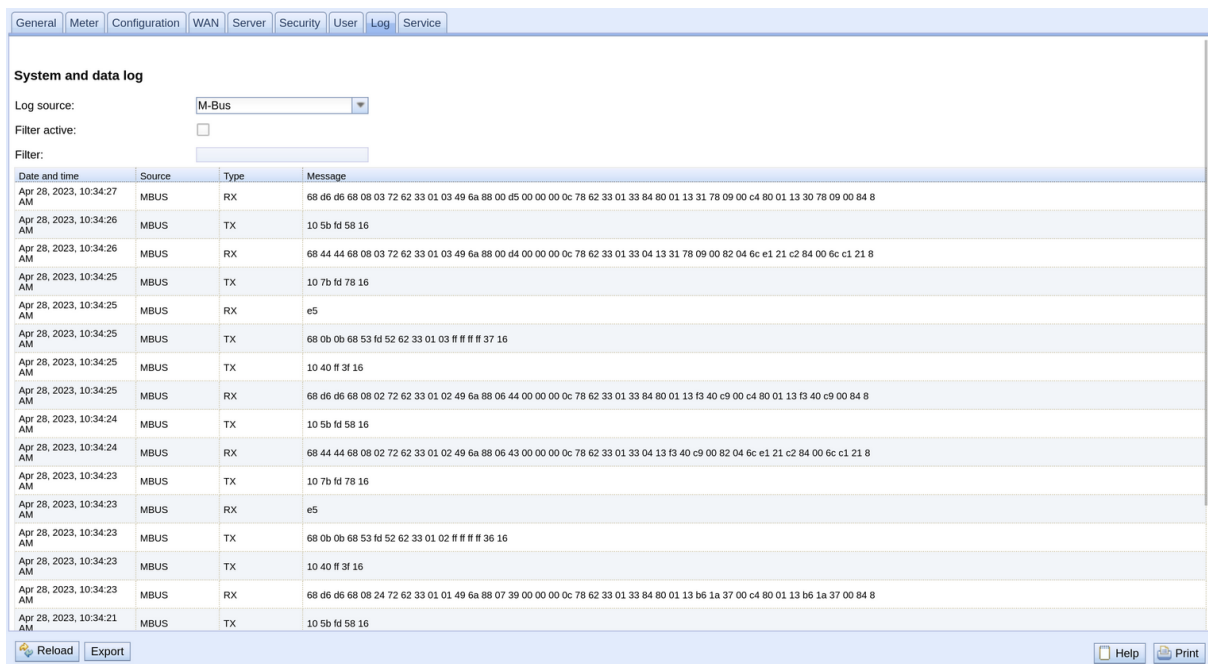 General Meter Configuration WAN Server Security User Log Service
System and data log
Log source: M-Bus
Filter active:
Filter:
Date and time Source Type Message
Apr 28, 2023, 10:34:27 AM MBUS RX 68 d6 d6 68 08 03 72 62 33 01 03 49 6a 88 00 d5 00 00 00 0c 78 62 33 01 33 84 80 01 13 31 78 09 00 c4 80 01 13 30 78 09 00 84 8
Apr 28, 2023, 10:34:26 AM MBUS TX 10 5b fd 58 16
Apr 28, 2023, 10:34:26 AM MBUS RX 68 44 44 68 08 03 72 62 33 01 03 49 6a 88 00 d4 00 00 00 0c 78 62 33 01 33 04 13 31 78 09 00 82 04 6c e1 21 c2 84 00 6c c1 21 8
Apr 28, 2023, 10:34:25 AM MBUS TX 10 7b fd 78 16
Apr 28, 2023, 10:34:25 AM MBUS RX e5
Apr 28, 2023, 10:34:25 AM MBUS TX 68 0b 0b 68 53 fd 52 62 33 01 03 ff ff ff ff 37 16
Apr 28, 2023, 10:34:25 AM MBUS TX 10 40 ff 3f 16
Apr 28, 2023, 10:34:25 AM MBUS RX 68 d6 d6 68 08 02 72 62 33 01 02 49 6a 88 06 44 00 00 00 0c 78 62 33 01 33 84 80 01 13 f3 40 c9 00 c4 80 01 13 f3 40 c9 00 84 8
Apr 28, 2023, 10:34:24 AM MBUS TX 10 5b fd 58 16
Apr 28, 2023, 10:34:24 AM MBUS RX 68 44 44 68 08 02 72 62 33 01 02 49 6a 88 06 43 00 00 00 0c 78 62 33 01 33 04 13 f3 40 c9 00 82 04 6c e1 21 c2 84 00 6c c1 21 8
Apr 28, 2023, 10:34:23 AM MBUS TX 10 7b fd 78 16
Apr 28, 2023, 10:34:23 AM MBUS RX e5
Apr 28, 2023, 10:34:23 AM MBUS TX 68 0b 0b 68 53 fd 52 62 33 01 02 ff ff ff ff 36 16
Apr 28, 2023, 10:34:23 AM MBUS TX 10 40 ff 3f 16
Apr 28, 2023, 10:34:23 AM MBUS RX 68 d6 d6 68 08 24 72 62 33 01 01 49 6a 88 07 39 00 00 00 0c 78 62 33 01 33 84 80 01 13 b6 1a 37 00 c4 80 01 13 b6 1a 37 00 84 8
Apr 28, 2023, 10:34:21 AM MBUS TX 10 5b fd 58 16
Reload Export Help Print